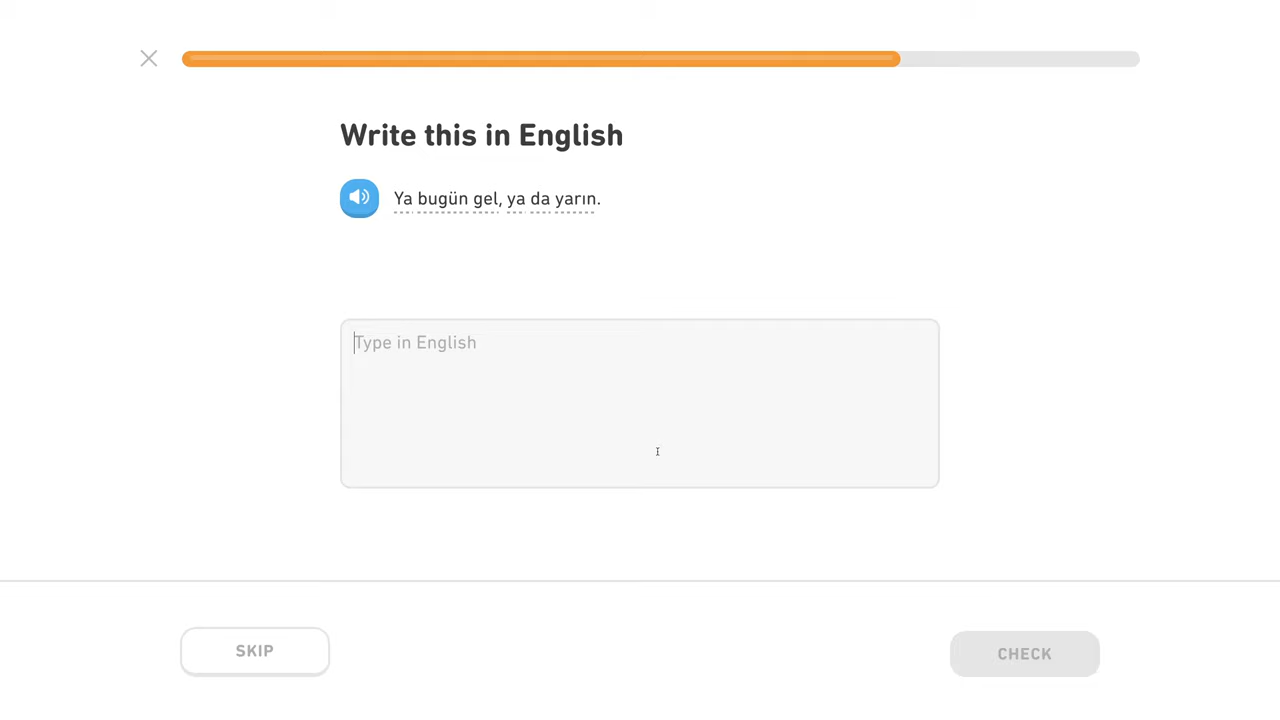 Write this in English
Ya bugün gel, ya da yarın.
Type in English
SKIP
CHECK